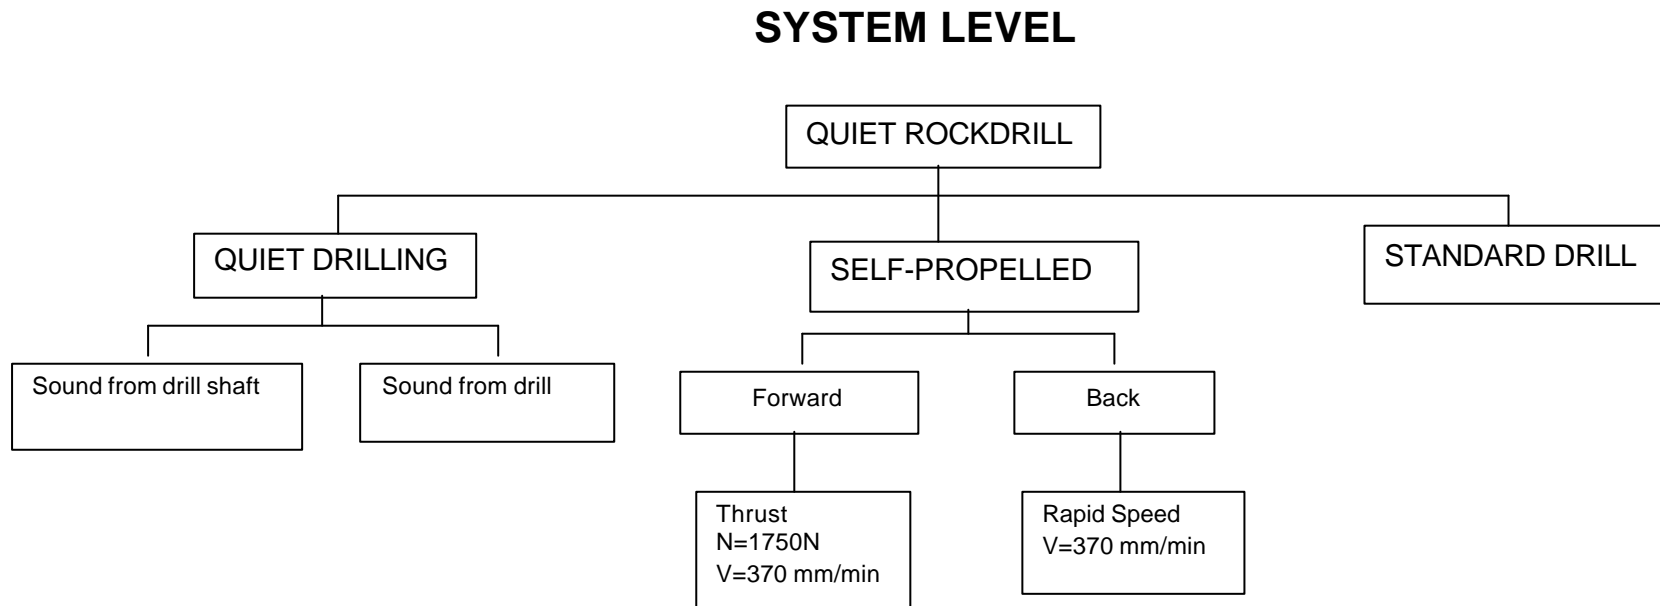 SYSTEM LEVEL
QUIET ROCKDRILL
QUIET DRILLING
SELF-PROPELLED
STANDARD DRILL
Sound from drill shaft
Sound from drill
Forward
Back
Thrust
N=1750N
V=370 mm/min
Rapid Speed
V=370 mm/min